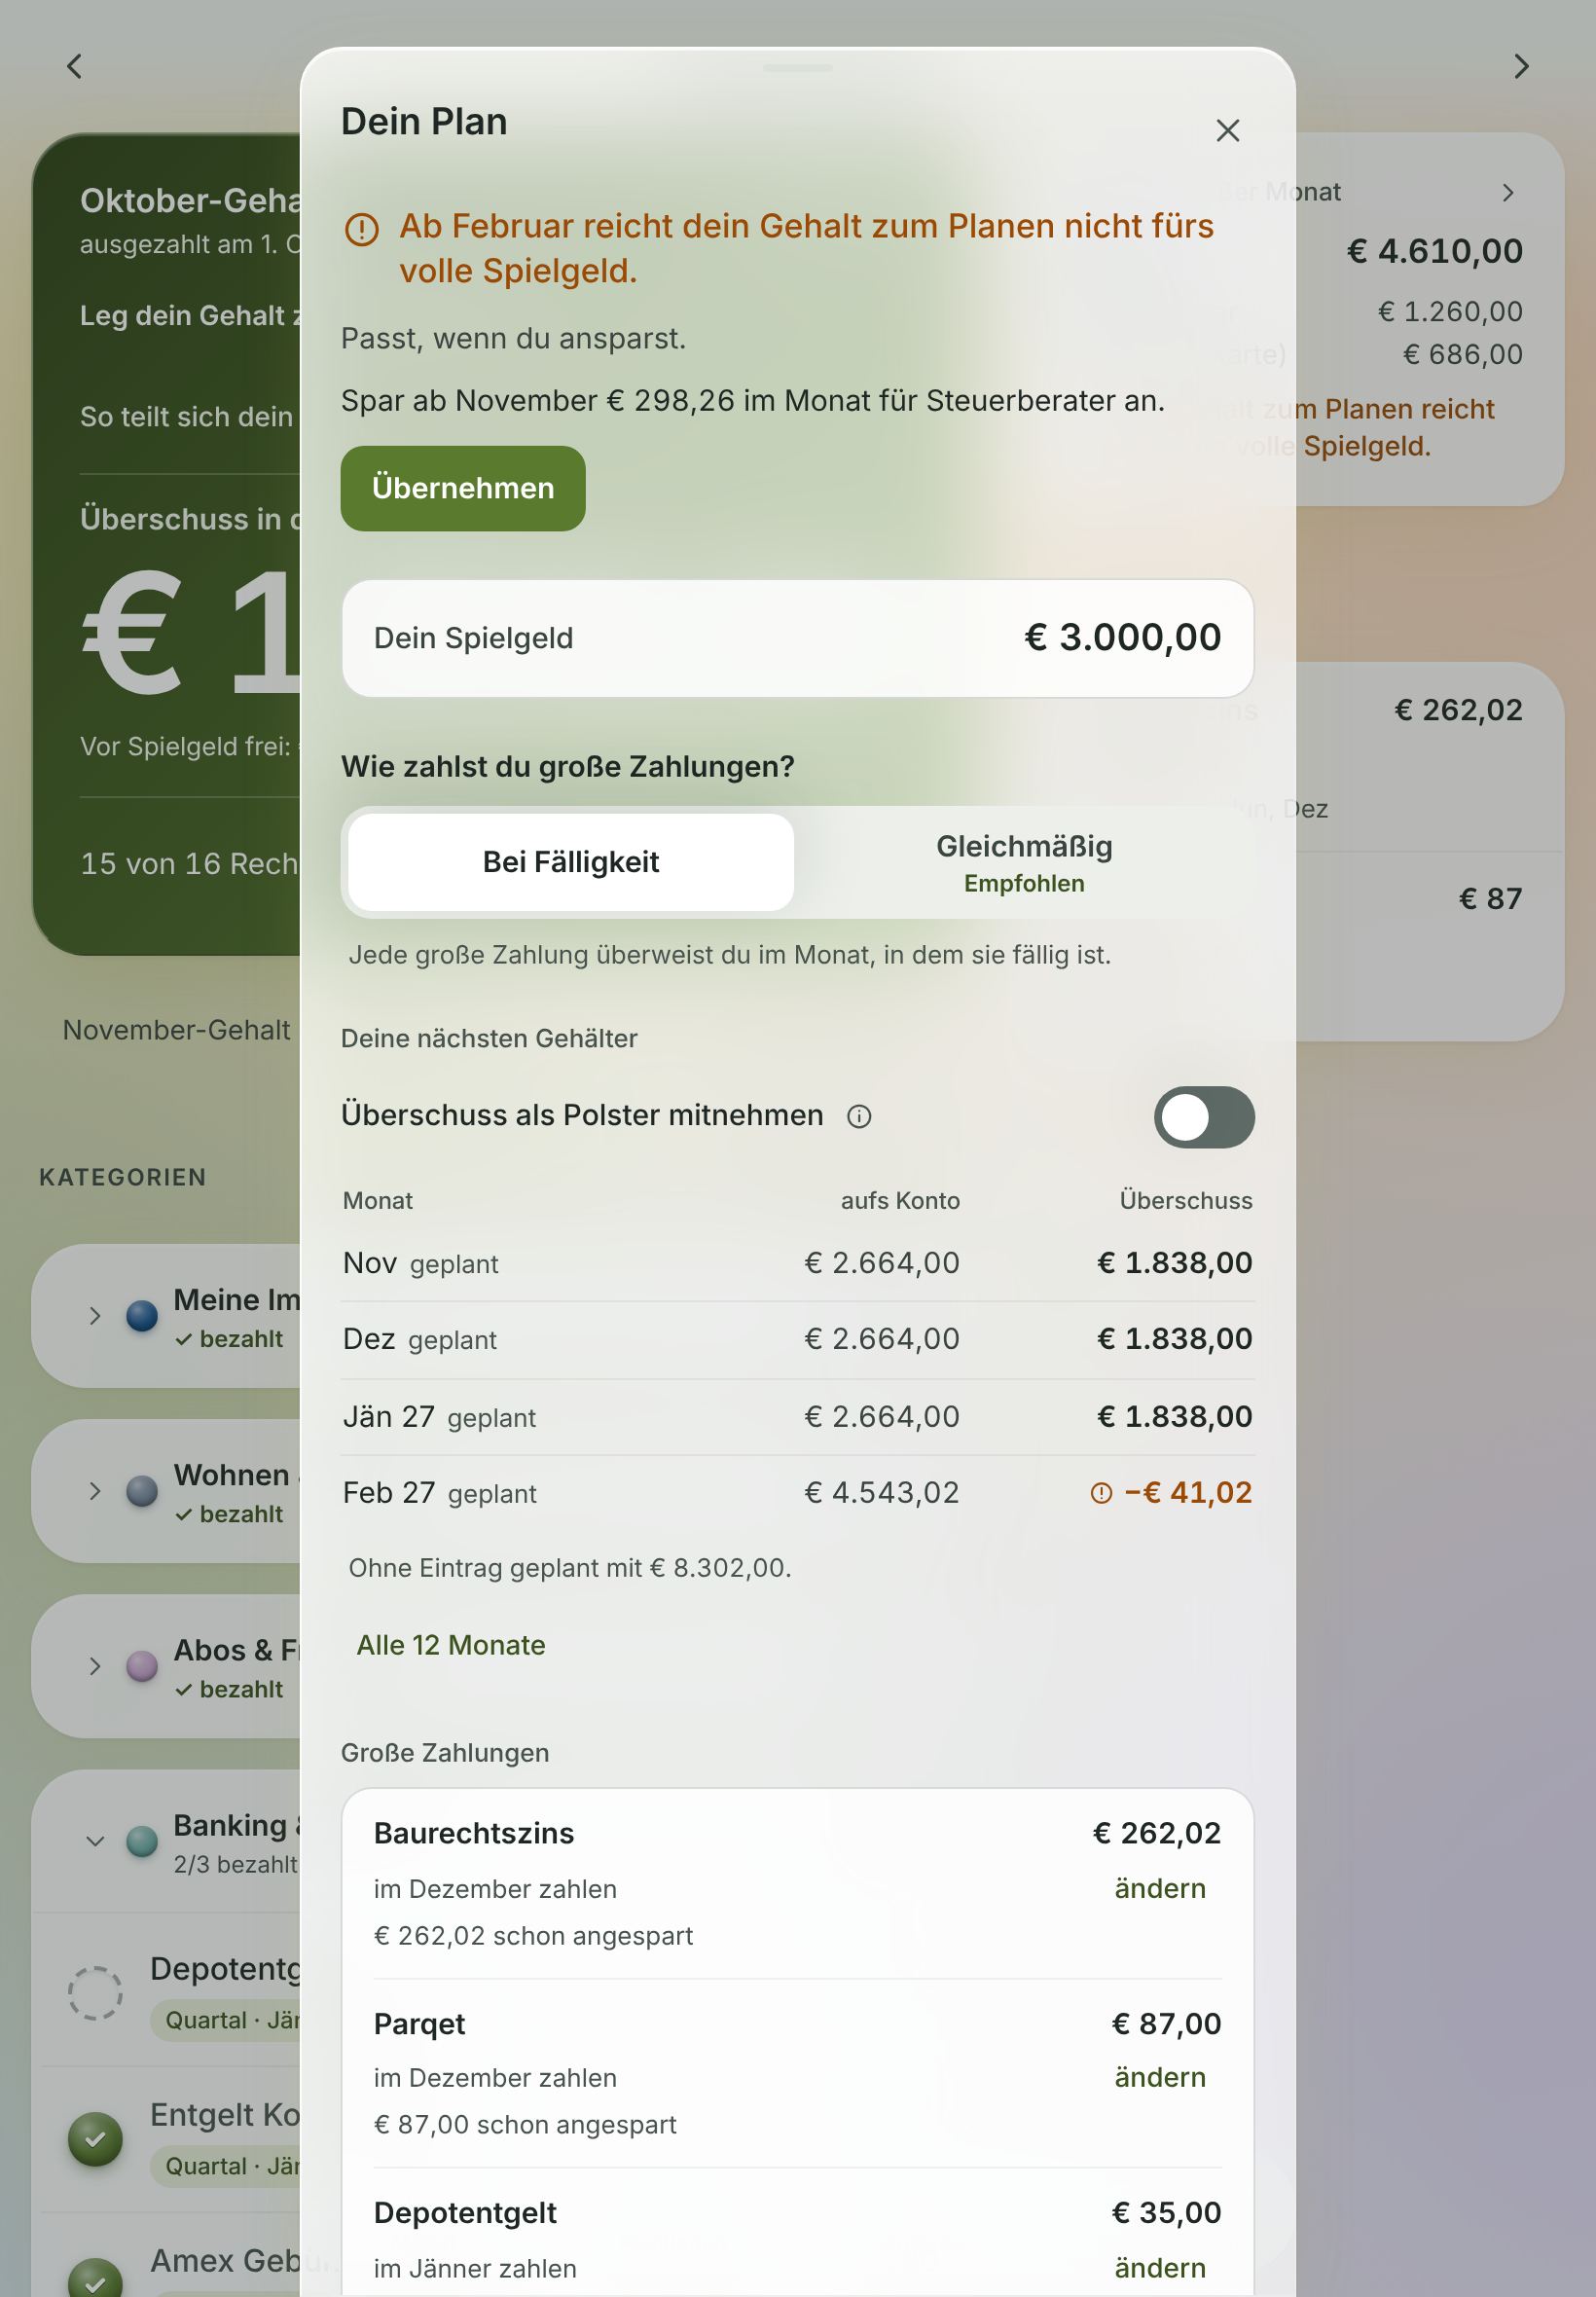 Dein Plan
Ab Februar reicht dein Gehalt zum Planen nicht fürs
volle Spielgeld.
Passt, wenn du ansparst.
Spar ab November € 298,26 im Monat für Steuerberater an.
Übernehmen
Dein Spielgeld € 3.000,00
Wie zahlst du große Zahlungen?
Bei Fälligkeit
Gleichmäßig
Empfohlen
Jede große Zahlung überweist du im Monat, in dem sie fällig ist.
Deine nächsten Gehälter
Überschuss als Polster mitnehmen
Monat aufs Konto Überschuss
Nov geplant € 2.664,00 € 1.838,00
Dez geplant € 2.664,00 € 1.838,00
Jän 27 geplant € 2.664,00 € 1.838,00
Feb 27 geplant € 4.543,02 −€ 41,02
Ohne Eintrag geplant mit € 8.302,00.
Alle 12 Monate
Große Zahlungen
Baurechtszins € 262,02
im Dezember zahlen ändern
€ 262,02 schon angespart
Parqet € 87,00
im Dezember zahlen ändern
€ 87,00 schon angespart
Depotentgelt € 35,00
im Jänner zahlen ändern
Oktober-Geha
ausgezahlt am 1. O
Leg dein Gehalt z
So teilt sich dein
Überschuss in d
€ 1
Vor Spielgeld frei:
15 von 16 Rech
November-Gehalt
KATEGORIEN
Meine Im
bezahlt
Wohnen
bezahlt
Abos & Fr
bezahlt
Banking &
2/3 bezahlt
Depotentg
Quartal · Jän
Entgelt Ko
Quartal · Jän
Amex Gebür
Monat
€ 4.610,00
€ 1.260,00
€ 686,00
zum Planen reicht
volle Spielgeld.
€ 262,02
Dez
€ 87